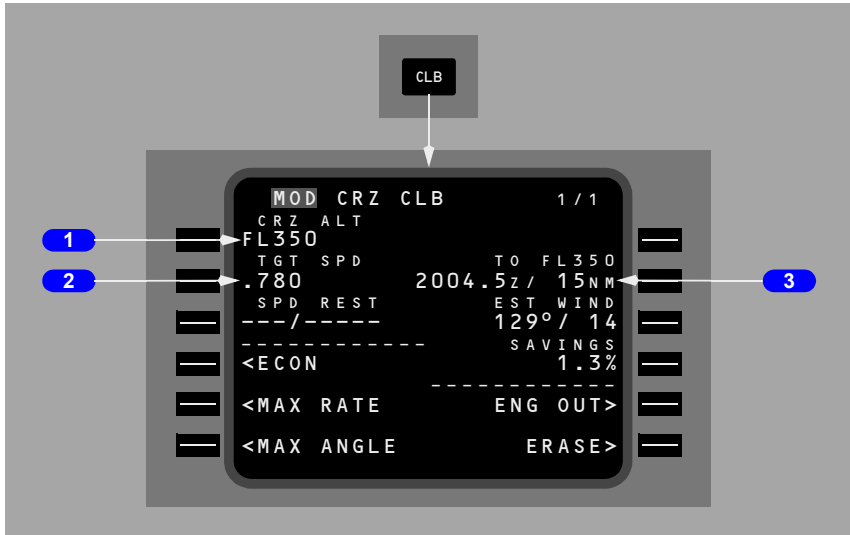 CLB
MOD CRZ CLB 1/1
CRZ ALT
1 FL350
TGT SPD TO FL350
2 .780 2004.5Z/ 15NM 3
SPD REST EST WIND
---/----- 129°/ 14
------------ SAVINGS
<ECON 1.3%
------------
<MAX RATE ENG OUT>
<MAX ANGLE ERASE>